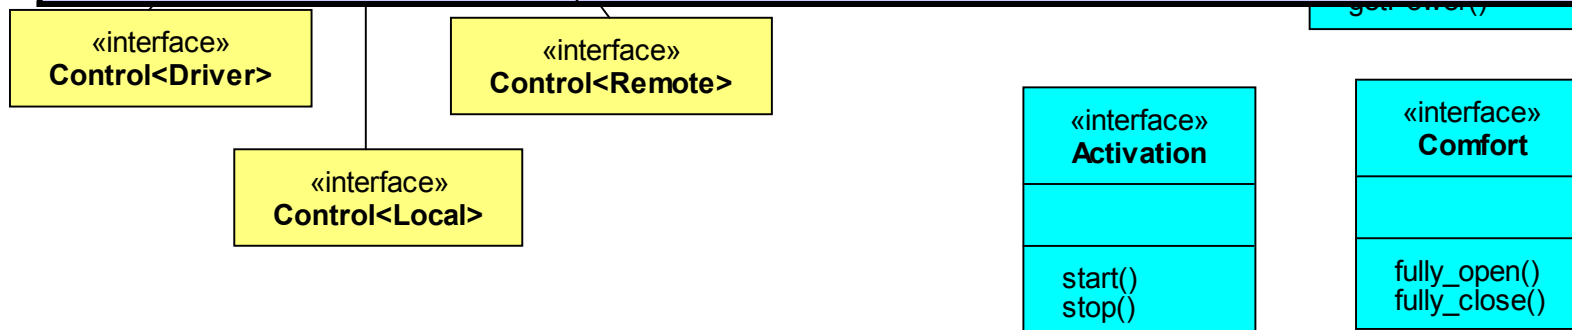 «interface»
Control<Driver>
«interface»
Control<Remote>
«interface»
Control<Local>
«interface»
Activation
start()
stop()
«interface»
Comfort
fully_open()
fully_close()